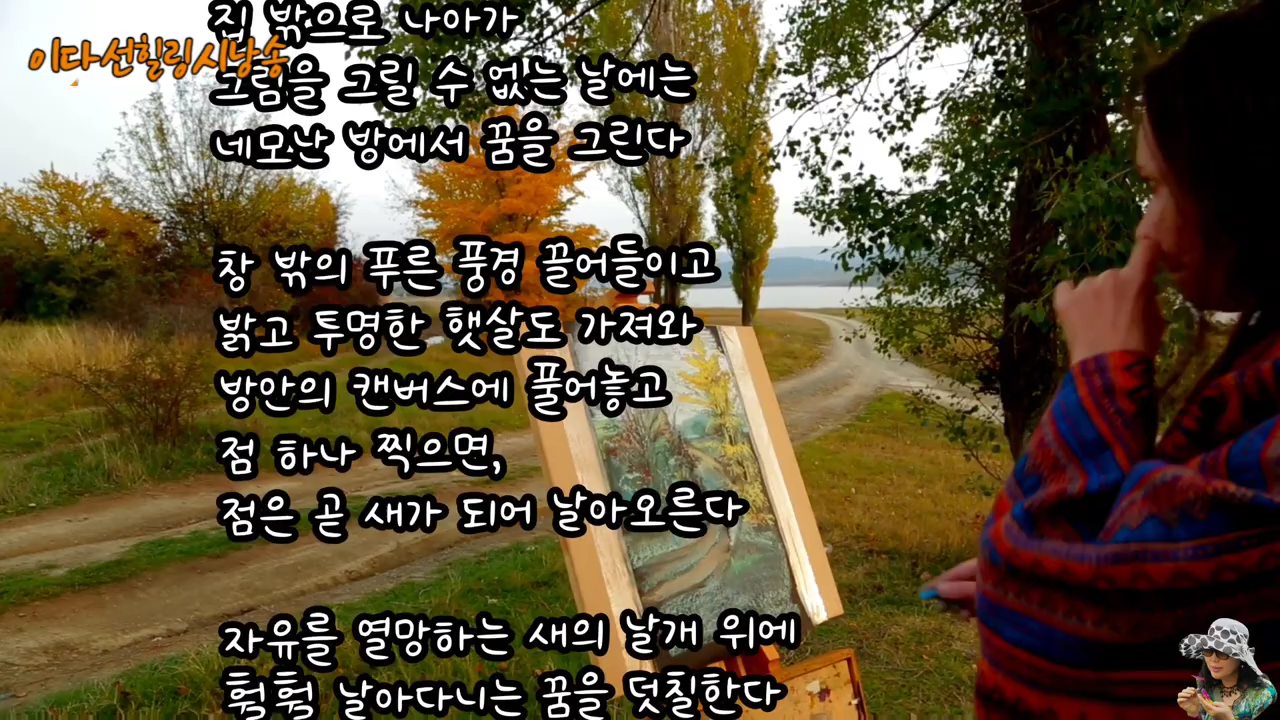 집 밖으로 나아가
이다선힐링시낭송
그림을 그릴 수 없는 날에는
네모난 방에서 꿈을 그린다
창 밖의 푸른 풍경 끌어들이고
밝고 투명한 햇살도 가져와
방안의 캔버스에 풀어놓고
점 하나 찍으면,
점은 곧 새가 되어 날아오른다
자유를 열망하는 새의 날개 위에
훨훨 날아다니는 꿈을 덧칠한다